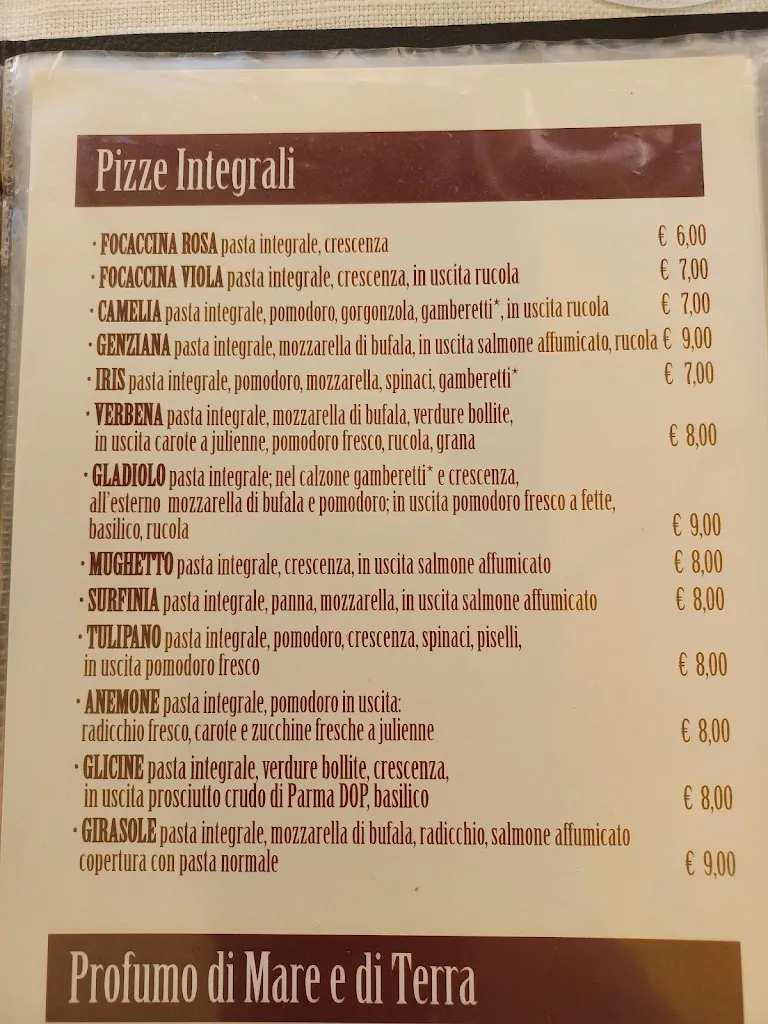 Pizze Integrali
· FOCACCINA ROSA pasta integrale, crescenza € 6,00
· FOCACCINA VIOLA pasta integrale, crescenza, in uscita rucola € 7,00
· CAMELIA pasta integrale, pomodoro, gorgonzola, gamberetti*, in uscita rucola € 7,00
· GENZIANA pasta integrale, mozzarella di bufala, in uscita salmone affumicato, rucola € 9,00
· IRIS pasta integrale, pomodoro, mozzarella, spinaci, gamberetti* € 7,00
· VERBENA pasta integrale, mozzarella di bufala, verdure bollite,
in uscita carote a julienne, pomodoro fresco, rucola, grana € 8,00
· GLADIOLO pasta integrale; nel calzone gamberetti* e crescenza,
all'esterno mozzarella di bufala e pomodoro; in uscita pomodoro fresco a fette,
basilico, rucola € 9,00
· MUGHETTO pasta integrale, crescenza, in uscita salmone affumicato € 8,00
· SURFINIA pasta integrale, panna, mozzarella, in uscita salmone affumicato € 8,00
· TULIPANO pasta integrale, pomodoro, crescenza, spinaci, piselli,
in uscita pomodoro fresco € 8,00
· ANEMONE pasta integrale, pomodoro in uscita:
radicchio fresco, carote e zucchine fresche a julienne € 8,00
· GLICINE pasta integrale, verdure bollite, crescenza,
in uscita prosciutto crudo di Parma DOP, basilico € 8,00
· GIRASOLE pasta integrale, mozzarella di bufala, radicchio, salmone affumicato
copertura con pasta normale € 9,00
Profumo di Mare e di Terra